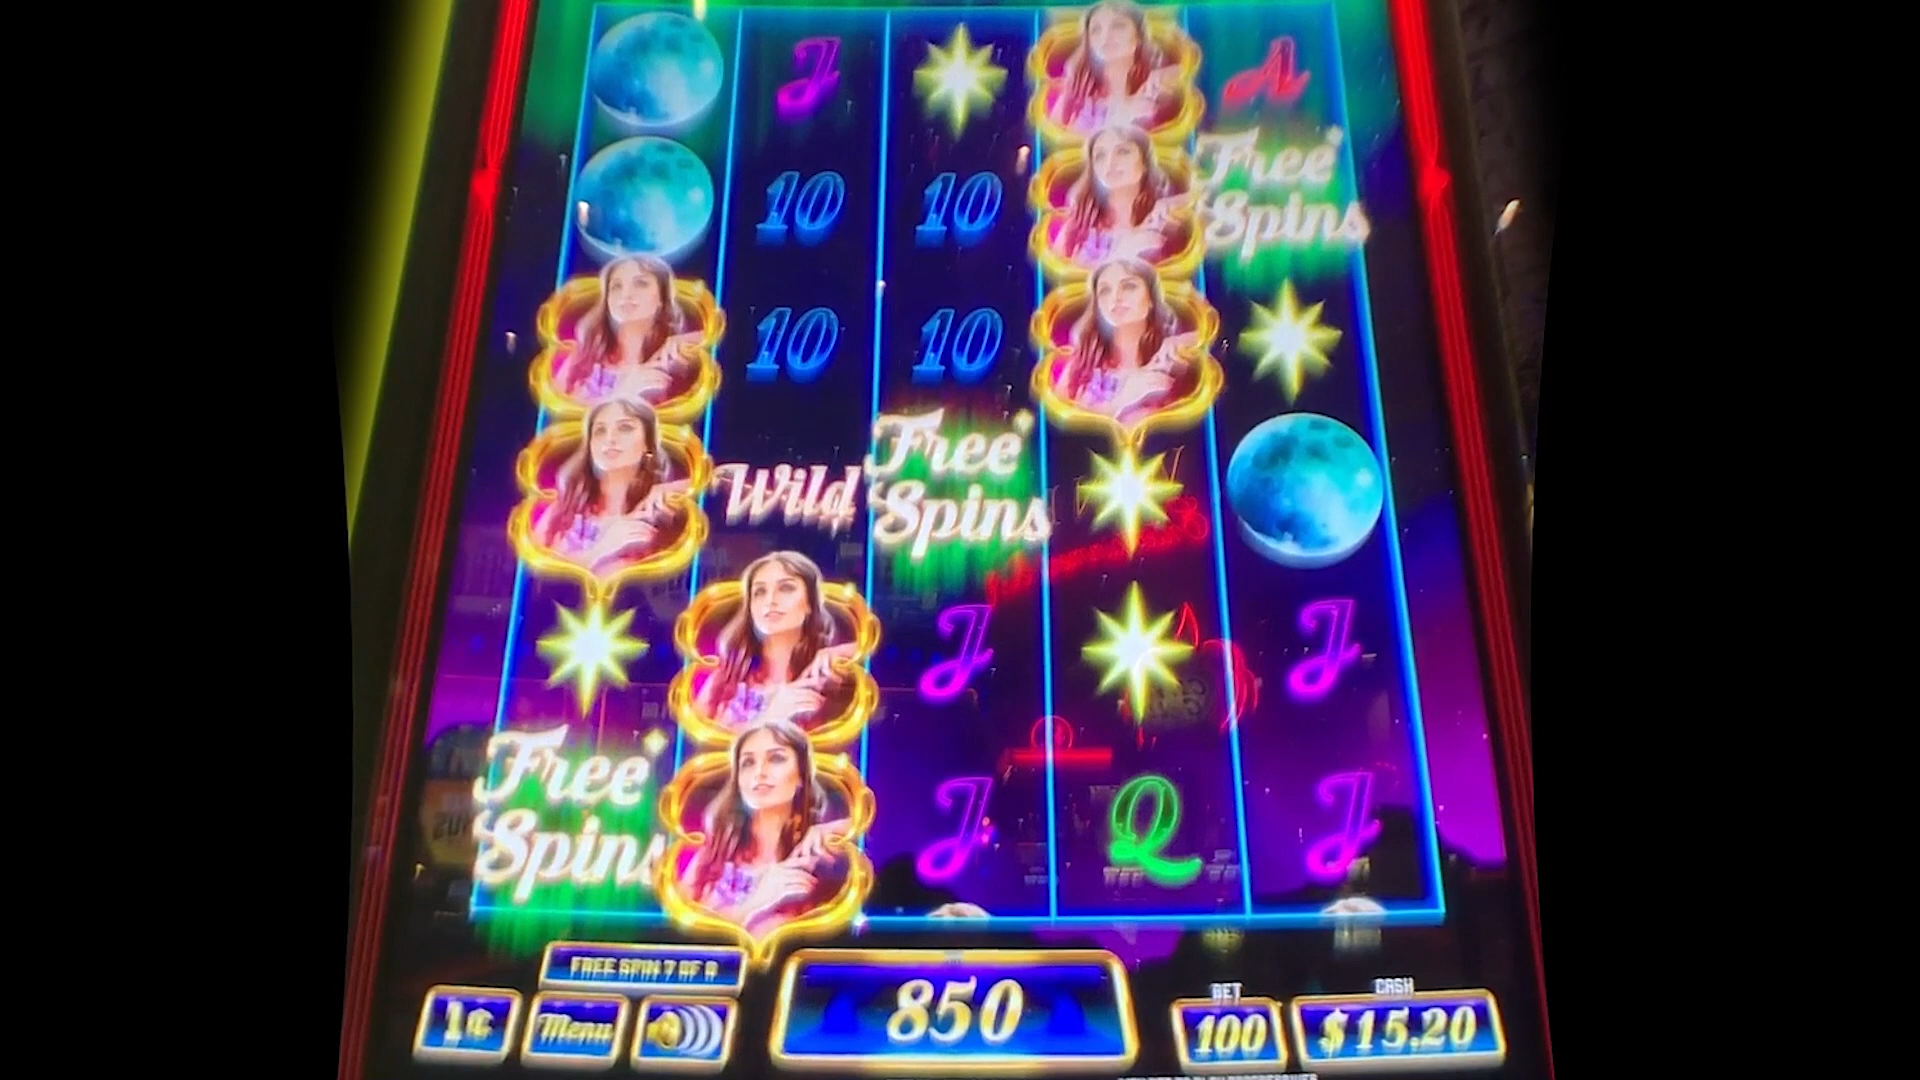 J A
Free
Spins
10 10
10 10
Free
Wild Spins
J J
Free
Spins
J Q J
FREE SPIN 7 OF 8
850
BET
100
CASH
$15.20
1¢ Menu